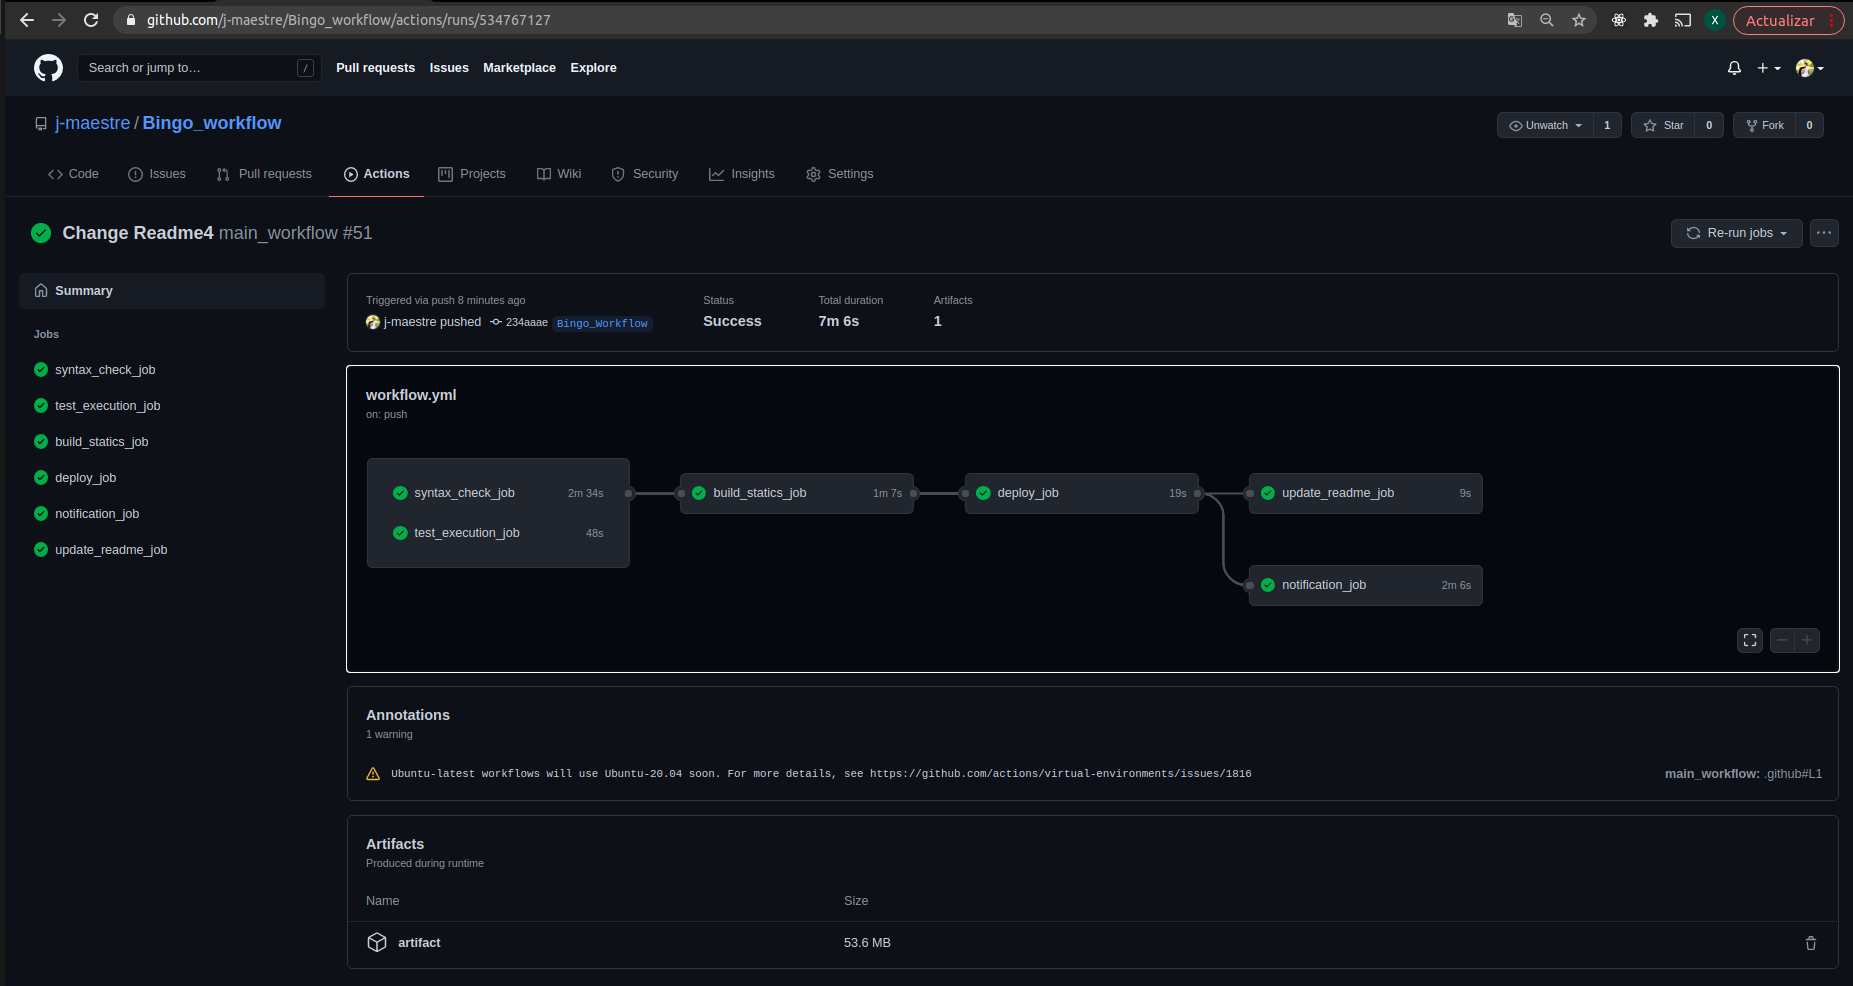 github.com/j-maestre/Bingo_workflow/actions/runs/534767127
X
Actualizar
Search or jump to…
/
Pull requests
Issues
Marketplace
Explore
j-maestre / Bingo_workflow
Unwatch 1
Star 0
Fork 0
Code
Issues
Pull requests
Actions
Projects
Wiki
Security
Insights
Settings
Change Readme4 main_workflow #51
Re-run jobs
Summary
Jobs
syntax_check_job
test_execution_job
build_statics_job
deploy_job
notification_job
update_readme_job
Triggered via push 8 minutes ago
j-maestre pushed 234aaae Bingo_Workflow
Status
Success
Total duration
7m 6s
Artifacts
1
workflow.yml
on: push
syntax_check_job 2m 34s
test_execution_job 48s
build_statics_job 1m 7s
deploy_job 19s
update_readme_job 9s
notification_job 2m 6s
Annotations
1 warning
Ubuntu-latest workflows will use Ubuntu-20.04 soon. For more details, see https://github.com/actions/virtual-environments/issues/1816
main_workflow: .github#L1
Artifacts
Produced during runtime
Name Size
artifact 53.6 MB